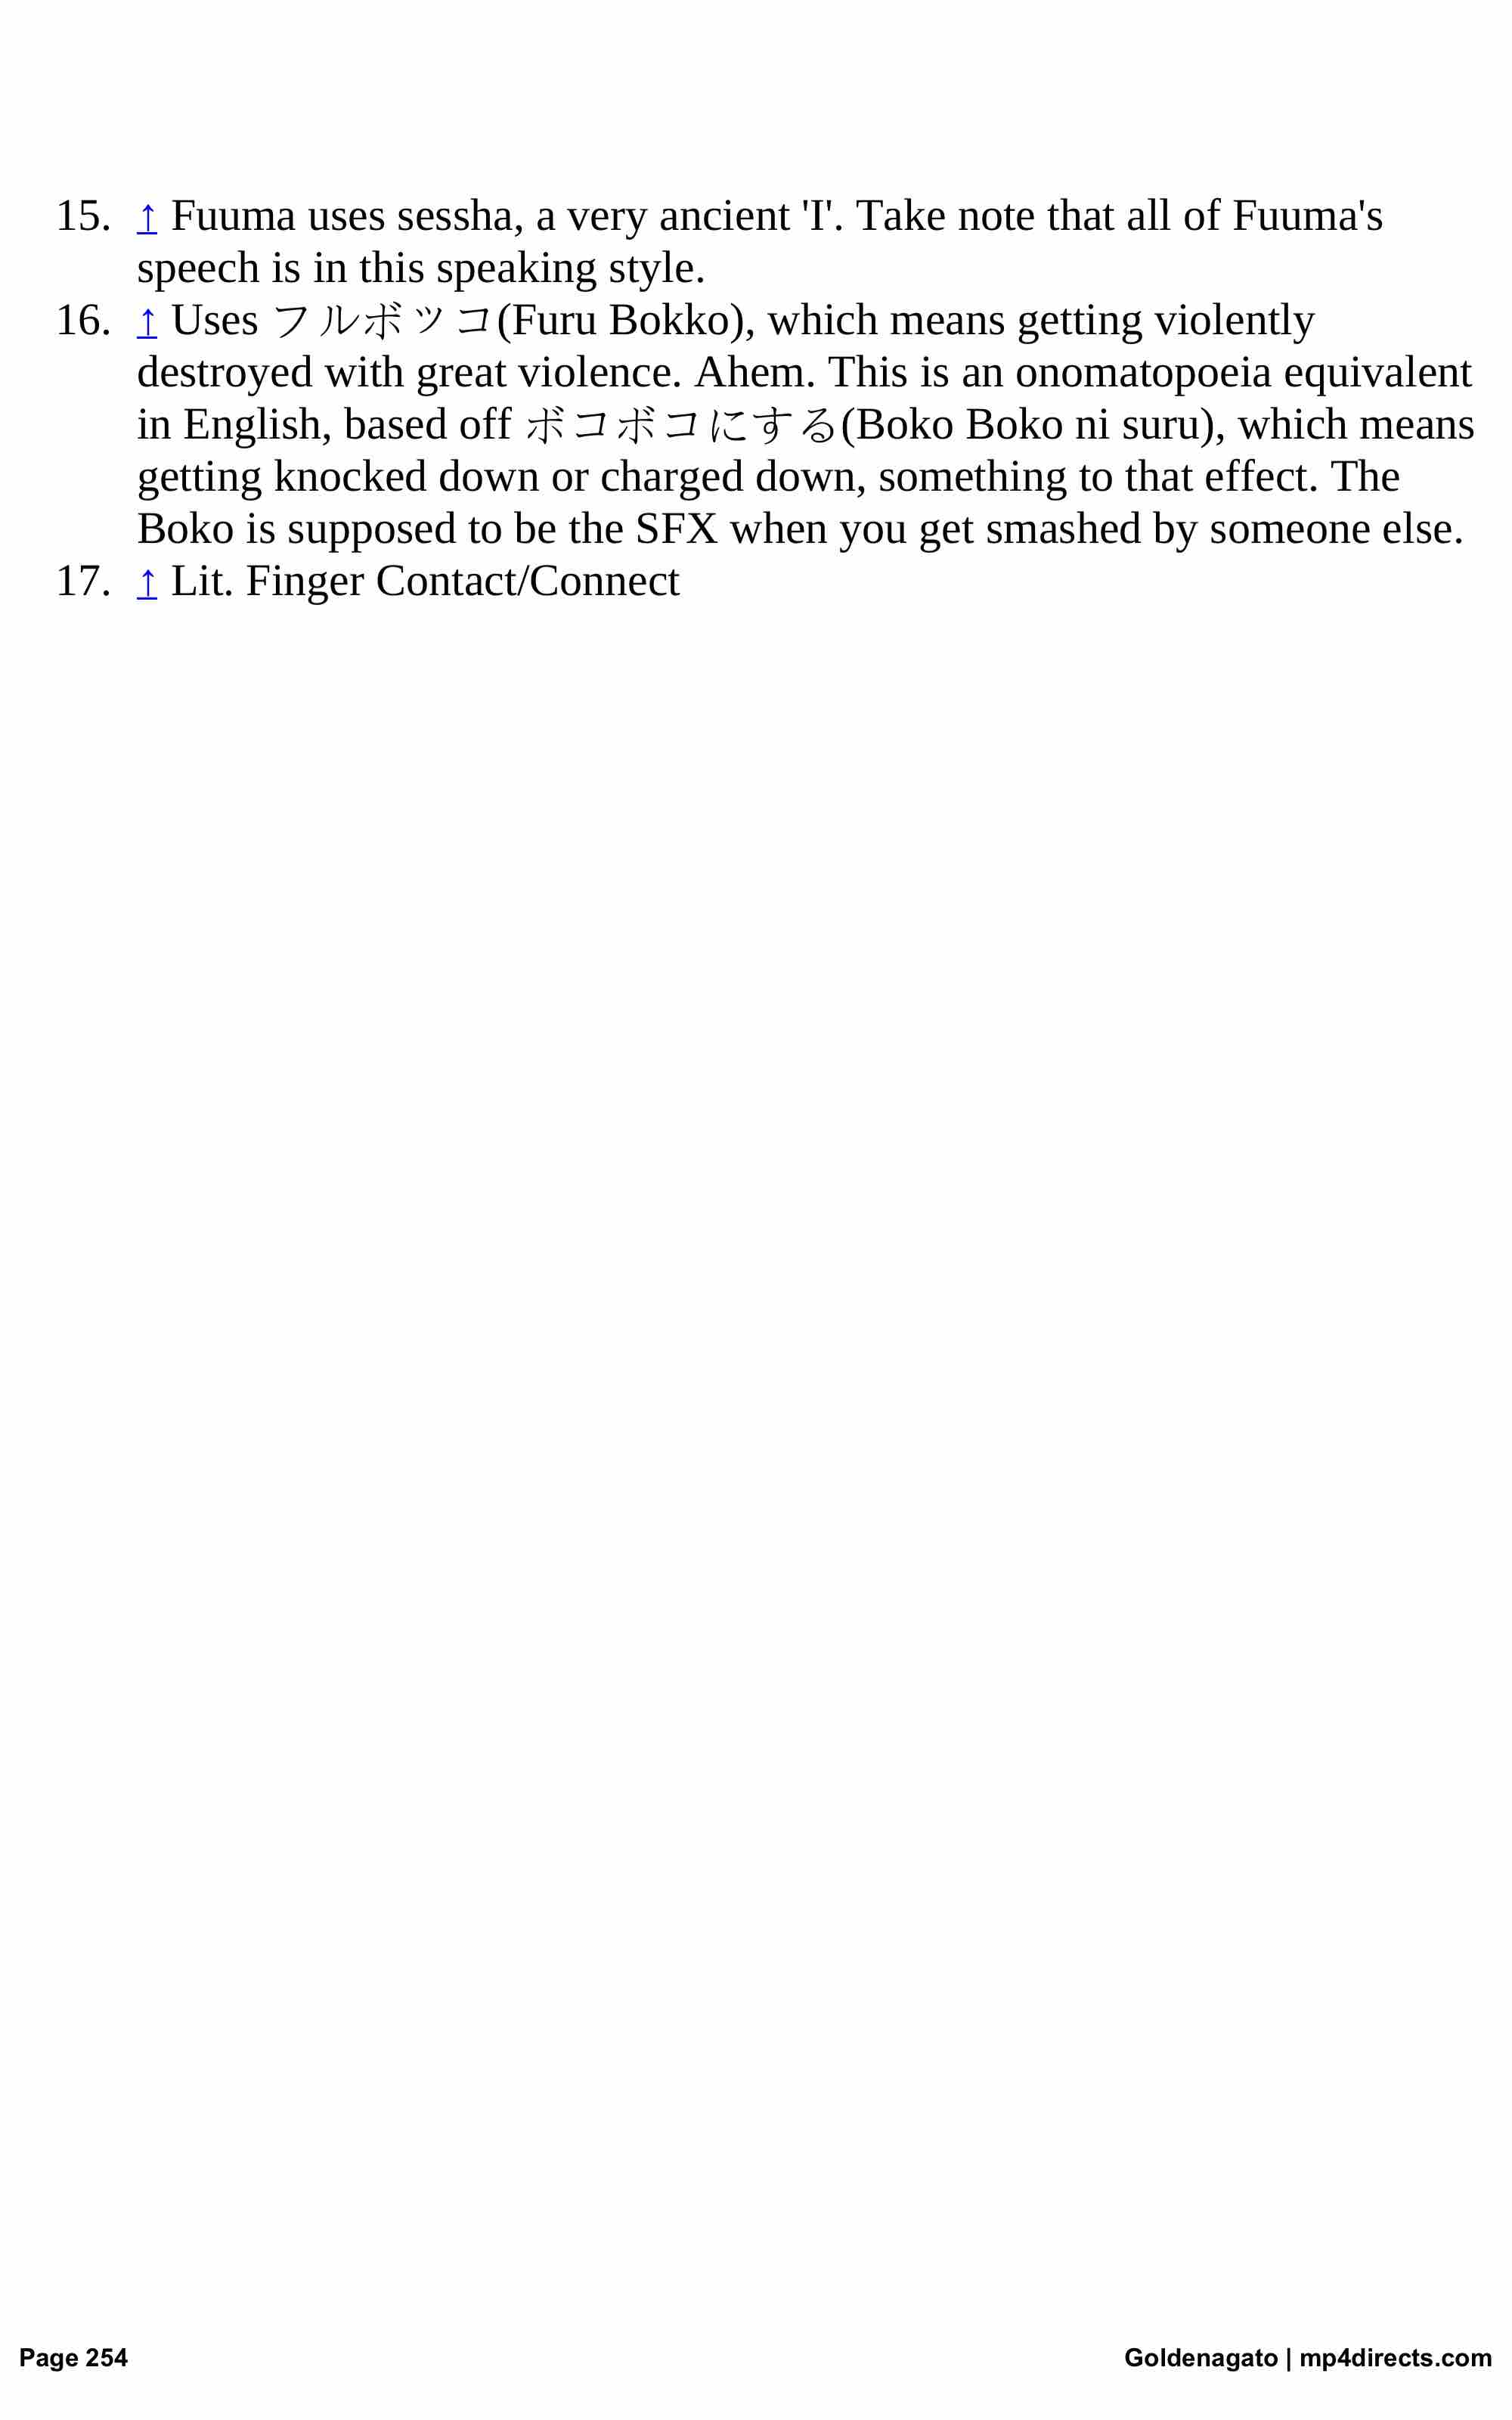 15. ↑ Fuuma uses sessha, a very ancient 'I'. Take note that all of Fuuma's
speech is in this speaking style.
16. ↑ Uses フルボッコ(Furu Bokko), which means getting violently
destroyed with great violence. Ahem. This is an onomatopoeia equivalent
in English, based off ボコボコにする(Boko Boko ni suru), which means
getting knocked down or charged down, something to that effect. The
Boko is supposed to be the SFX when you get smashed by someone else.
17. ↑ Lit. Finger Contact/Connect
Page 254
Goldenagato | mp4directs.com